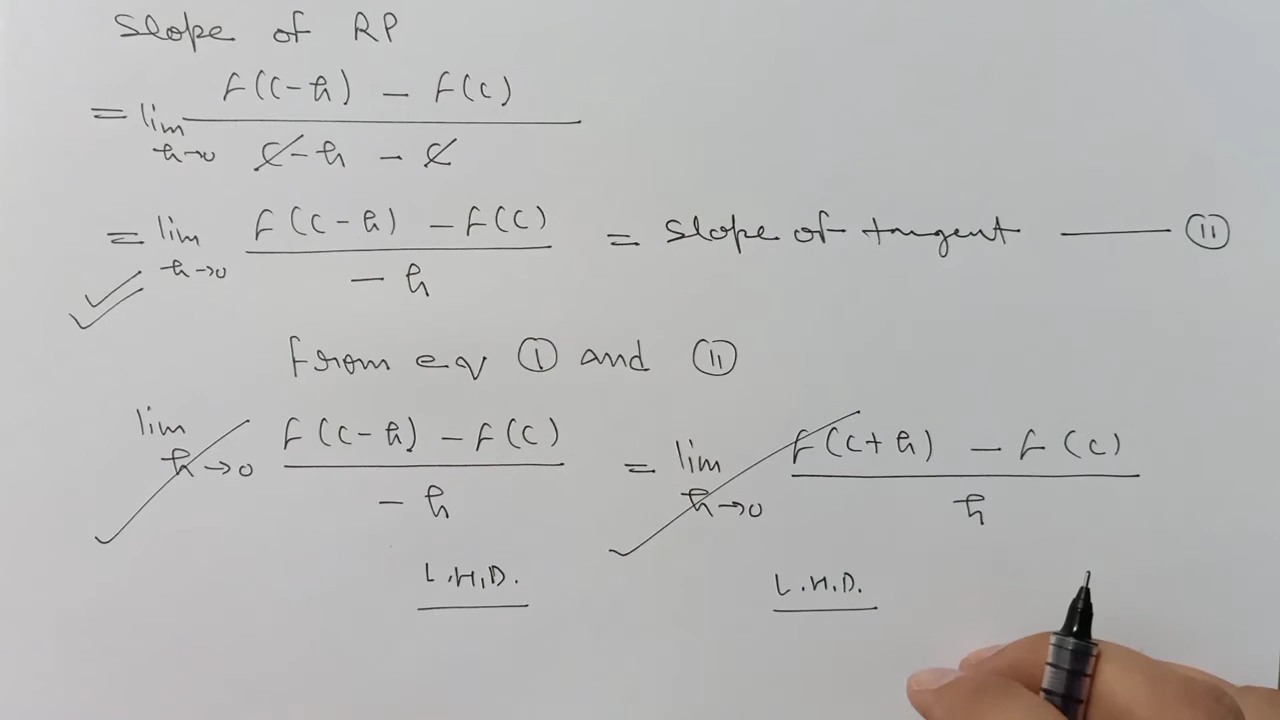 Slope of RP
= lim h→0 f(c-h) - f(c) / c-h - c
= lim h→0 f(c-h) - f(c) / -h = slope of tangent —— (II)
from eq (I) and (II)
lim h→0 f(c-h) - f(c) / -h = lim h→0 f(c+h) - f(c) / h
L.H.D. L.H.D.